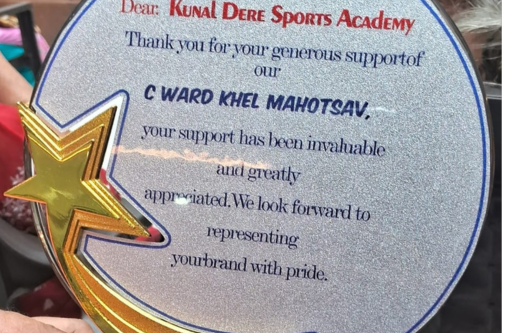 Dear: KUNAL DERE SPORTS ACADEMY
Thank you for your generous supportof
our
C WARD KHEL MAHOTSAV,
your support has been invaluable
and greatly
appreciated.We look forward to
representing
yourbrand with pride.